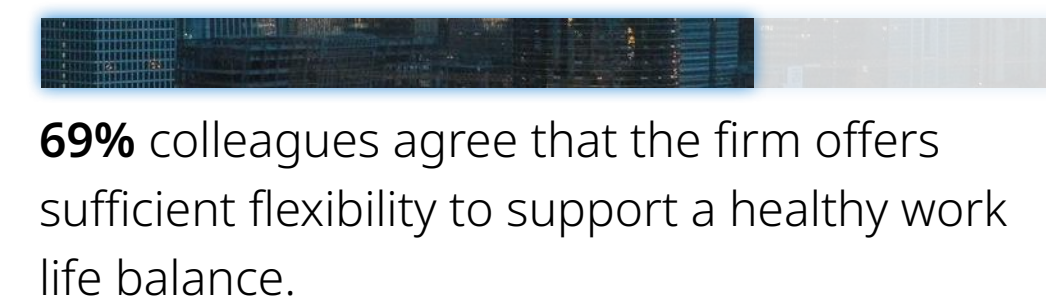 69% colleagues agree that the firm offers
sufficient flexibility to support a healthy work
life balance.